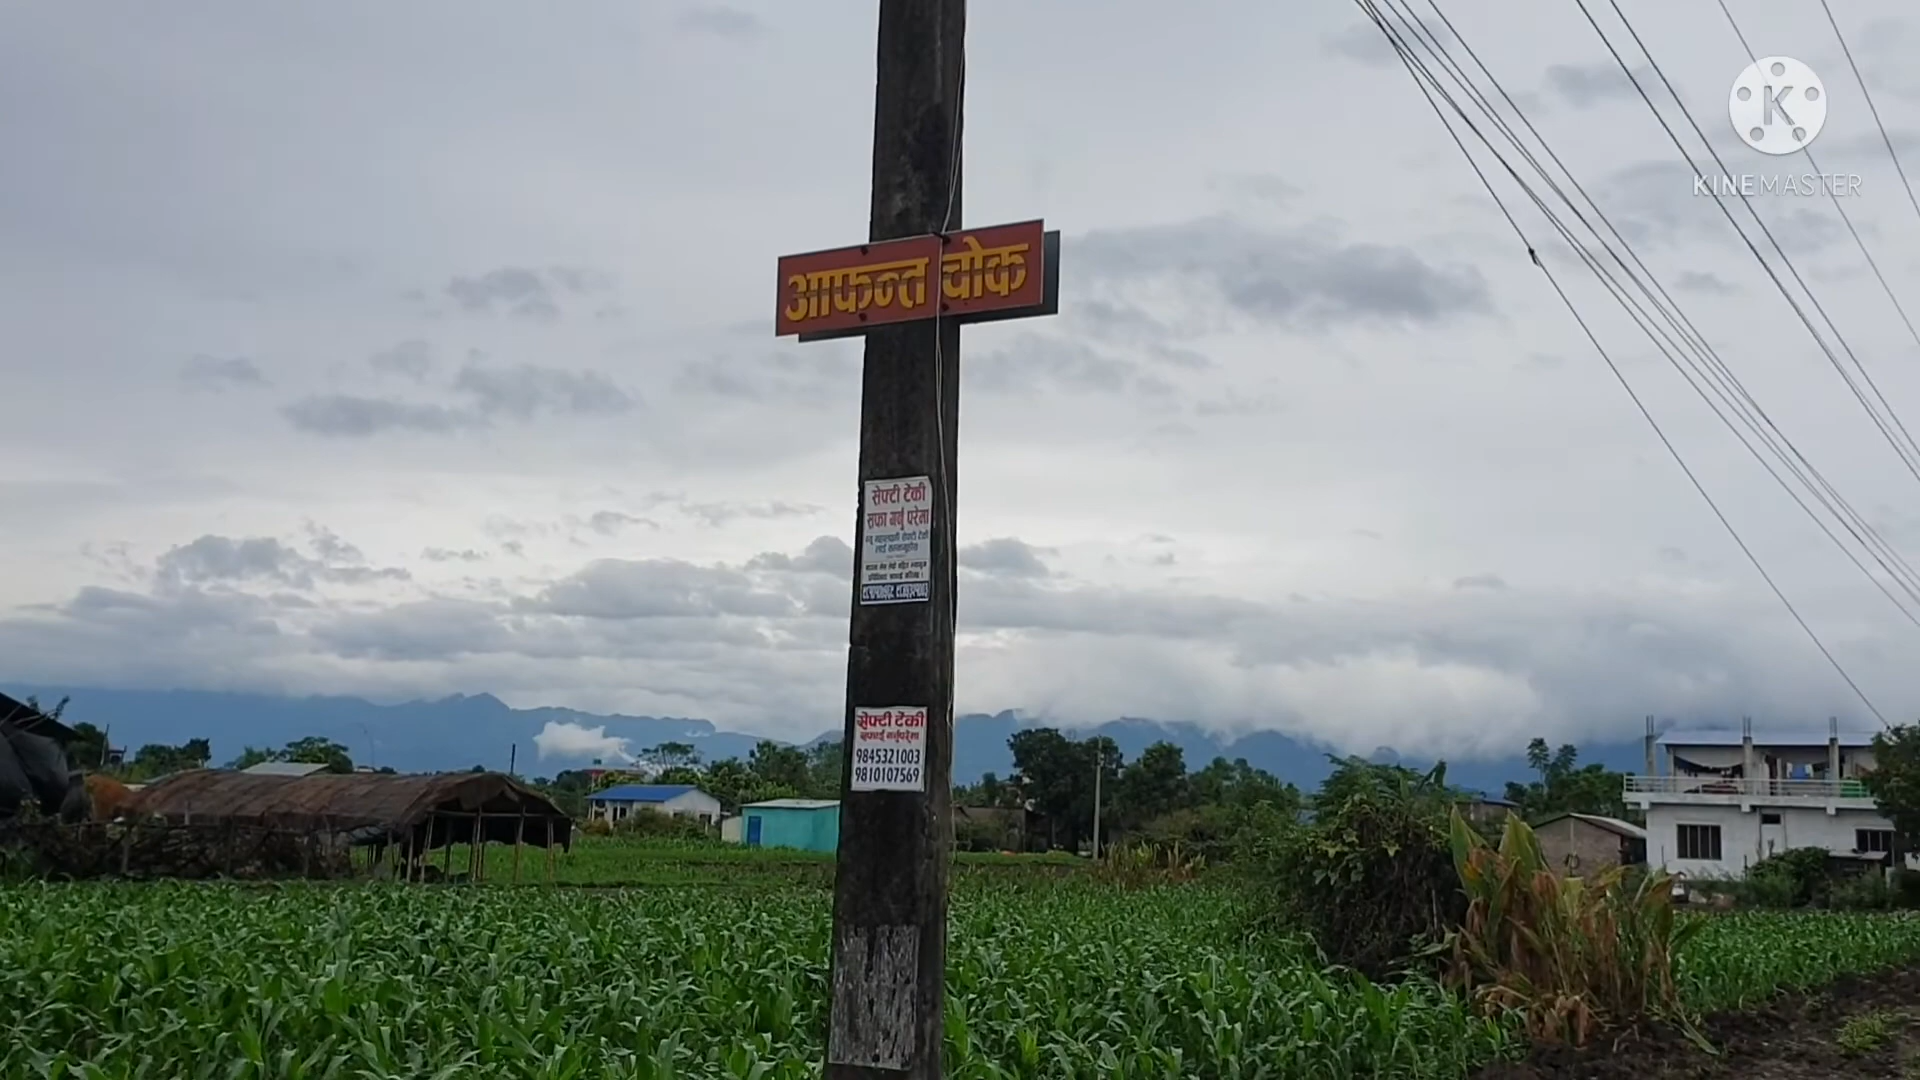 KINEMASTER
आफन्त चोक
सेफ्टी टेंकी
सफा गर्नु परेमा
सेफ्टी टेंकी
सफाई गर्नुपरेमा
9845321003
9810107569